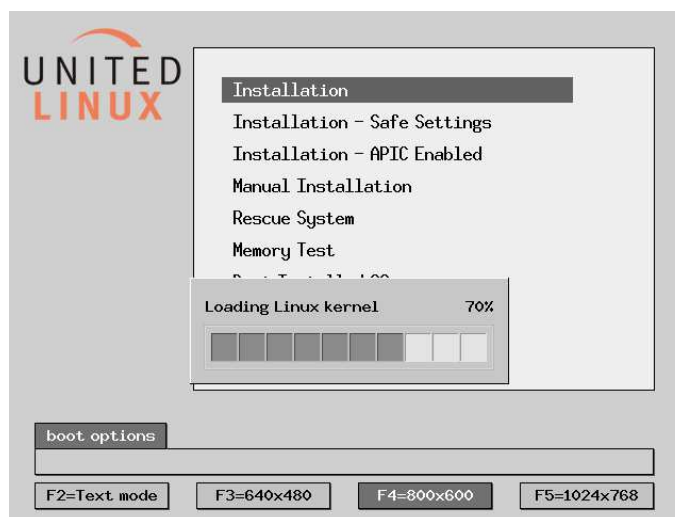 UNITED
LINUX
Installation
Installation - Safe Settings
Installation - APIC Enabled
Manual Installation
Rescue System
Memory Test
Loading Linux kernel 70%
boot options
F2=Text mode F3=640x480 F4=800x600 F5=1024x768